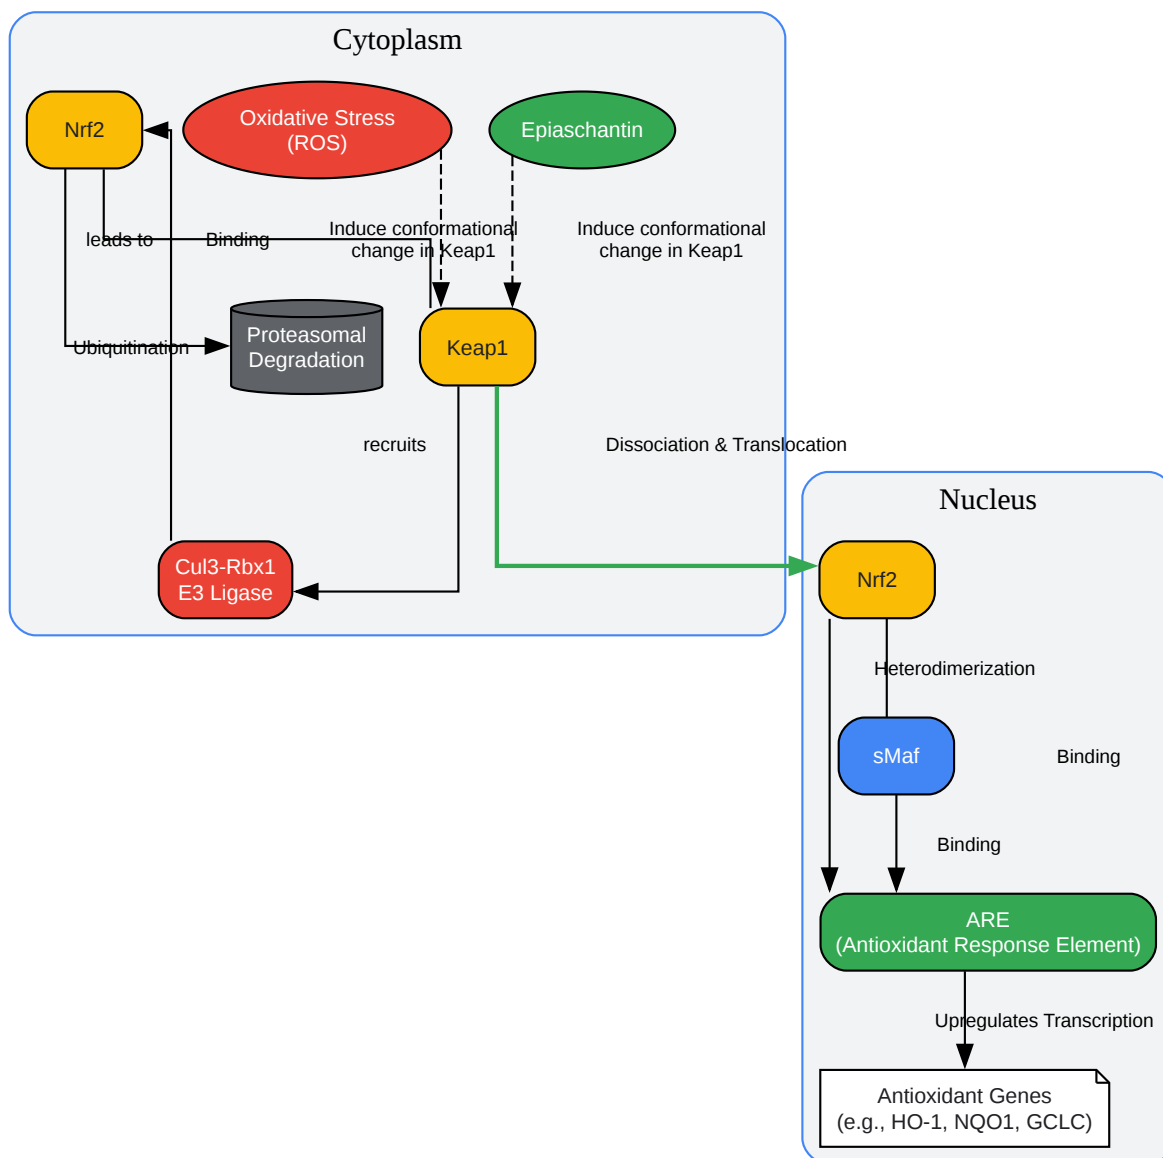 Cytoplasm
Nrf2
Oxidative Stress
(ROS)
Epiaschantin
leads to
Binding
Induce conformational
change in Keap1
Induce conformational
change in Keap1
Ubiquitination
Proteasomal
Degradation
Keap1
recruits
Dissociation & Translocation
Cul3-Rbx1
E3 Ligase
Nucleus
Nrf2
Heterodimerization
sMaf
Binding
Binding
ARE
(Antioxidant Response Element)
Upregulates Transcription
Antioxidant Genes
(e.g., HO-1, NQO1, GCLC)